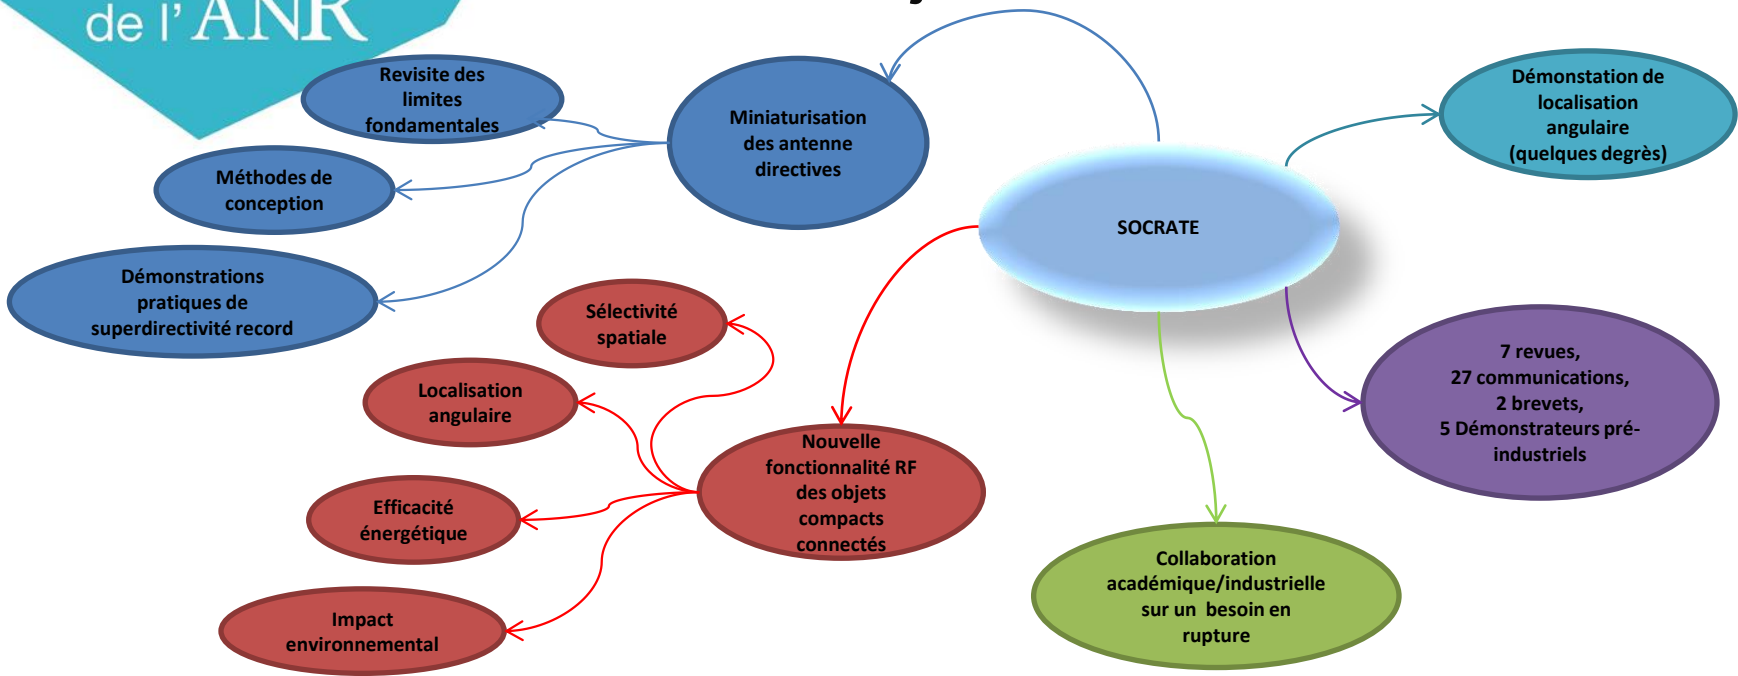 de l'ANR
Revisite des
limites
fondamentales
Miniaturisation
des antenne
directives
Démonstation de
localisation
angulaire
(quelques degrès)
Méthodes de
conception
SOCRATE
Démonstrations
pratiques de
superdirectivité record
Sélectivité
spatiale
Localisation
angulaire
7 revues,
27 communications,
2 brevets,
5 Démonstrateurs pré-
industriels
Nouvelle
fonctionnalité RF
des objets
compacts
connectés
Efficacité
énergétique
Collaboration
académique/industrielle
sur un  besoin en
rupture
Impact
environnemental